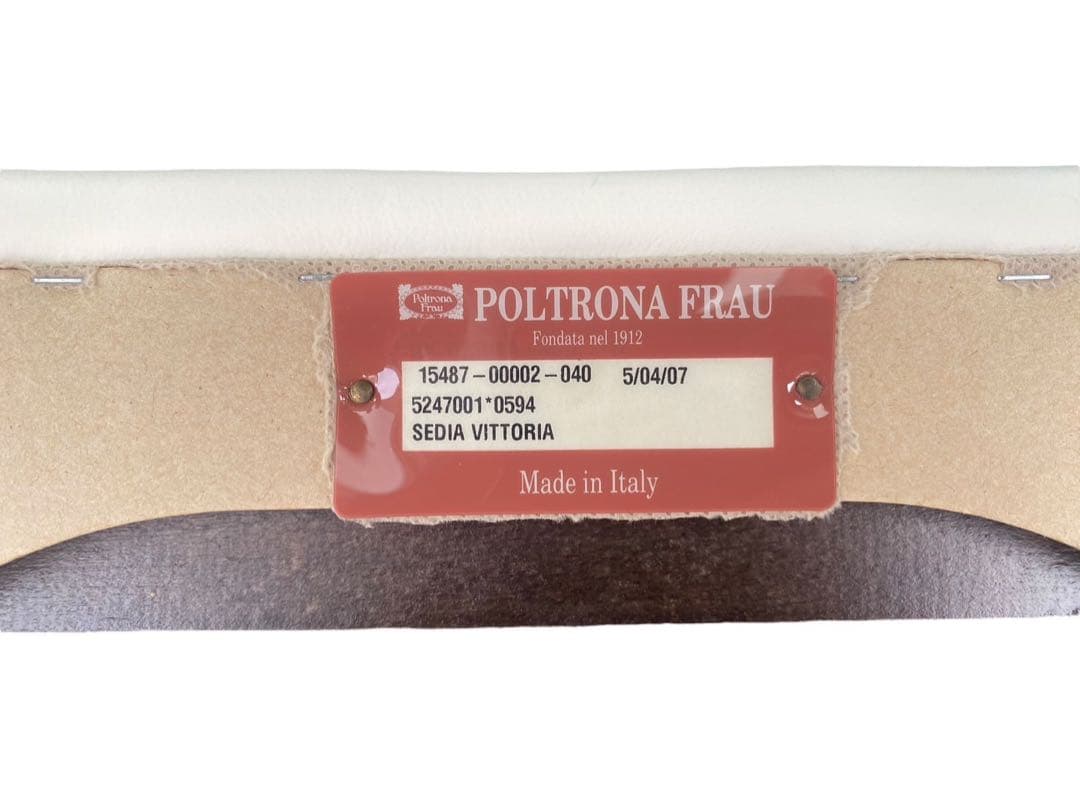 Poltrona
Frau
POLTRONA FRAU
Fondata nel 1912
15487-00002-040 5/04/07
5247001*0594
SEDIA VITTORIA
Made in Italy